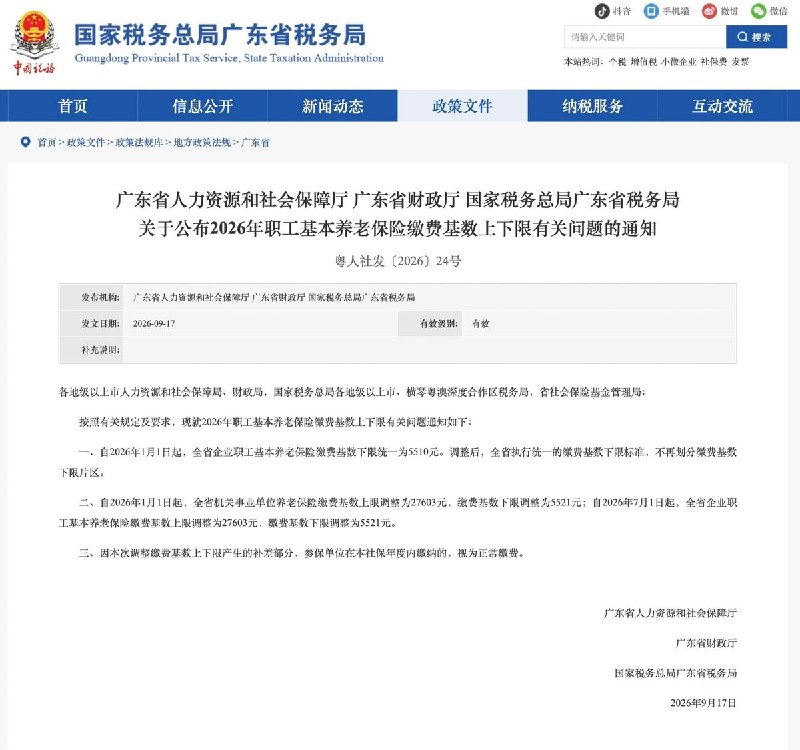 抖音 手机端 微博 微信
国家税务总局广东省税务局
Guangdong Provincial Tax Service, State Taxation Administration
中国税务
请输入关键词 搜索
本站热词：个税 增值税 小微企业 社保费 发票
首页 信息公开 新闻动态 政策文件 纳税服务 互动交流
首页 > 政策文件 > 政策法规库 > 地方政策法规 > 广东省
广东省人力资源和社会保障厅 广东省财政厅 国家税务总局广东省税务局
关于公布2026年职工基本养老保险缴费基数上下限有关问题的通知
粤人社发〔2026〕24号
发布机构： 广东省人力资源和社会保障厅 广东省财政厅 国家税务总局广东省税务局
发文日期： 2026-09-17 有效级别： 有效
补充说明：
各地级以上市人力资源和社会保障局、财政局，国家税务总局各地级以上市、横琴粤澳深度合作区税务局，省社会保险基金管理局：
按照有关规定及要求，现就2026年职工基本养老保险缴费基数上下限有关问题通知如下：
一、自2026年1月1日起，全省企业职工基本养老保险缴费基数下限统一为5510元。调整后，全省执行统一的缴费基数下限标准，不再划分缴费基数
下限片区。
二、自2026年1月1日起，全省机关事业单位养老保险缴费基数上限调整为27603元，缴费基数下限调整为5521元；自2026年7月1日起，全省企业职
工基本养老保险缴费基数上限调整为27603元，缴费基数下限调整为5521元。
三、因本次调整缴费基数上下限产生的补差部分，参保单位在本社保年度内缴纳的，视为正常缴费。
广东省人力资源和社会保障厅
广东省财政厅
国家税务总局广东省税务局
2026年9月17日